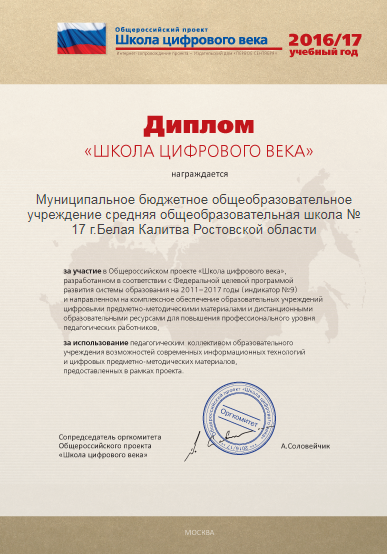 Общероссийский проект
Школа цифрового века
Интернет-сопровождение проекта — Издательский дом «ПЕРВОЕ СЕНТЯБРЯ»
2016/17
учебный год
Диплом
«ШКОЛА ЦИФРОВОГО ВЕКА»
награждается
Муниципальное бюджетное общеобразовательное
учреждение средняя общеобразовательная школа №
17 г.Белая Калитва Ростовской области
за участие в Общероссийском проекте «Школа цифрового века»,
разработанном в соответствии с Федеральной целевой программой
развития системы образования на 2011–2017 годы (индикатор №9)
и направленном на комплексное обеспечение образовательных учреждений
цифровыми предметно-методическими материалами и дистанционными
образовательными ресурсами для повышения профессионального уровня
педагогических работников,
за использование педагогическим коллективом образовательного
учреждения возможностей современных информационных технологий
и цифровых предметно-методических материалов,
предоставленных в рамках проекта.
Общероссийский проект «Школа цифрового века»
Оргкомитет
2016/17
Сопредседатель оргкомитета
Общероссийского проекта
«Школа цифрового века»
А.Соловейчик
МОСКВА